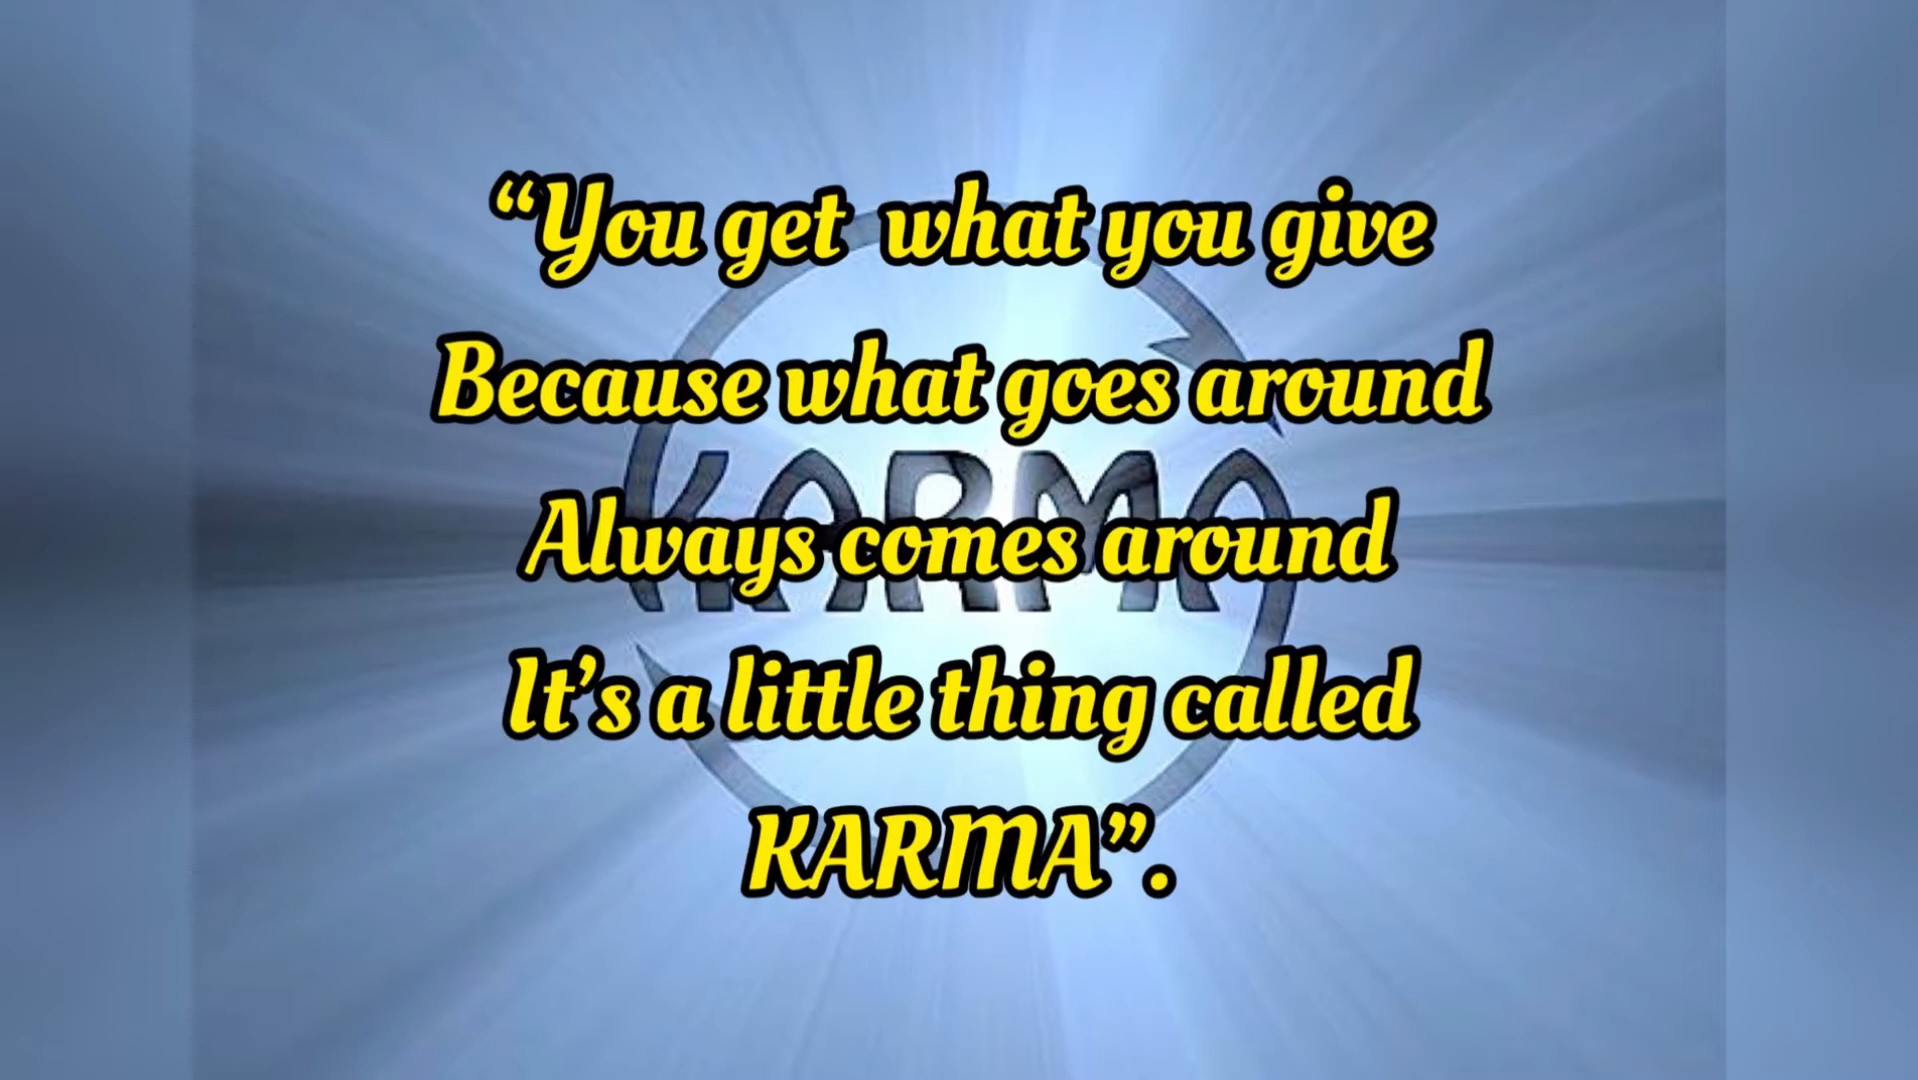 “You get what you give
Because what goes around
KARMA
Always comes around
It’s a little thing called
KARMA”.